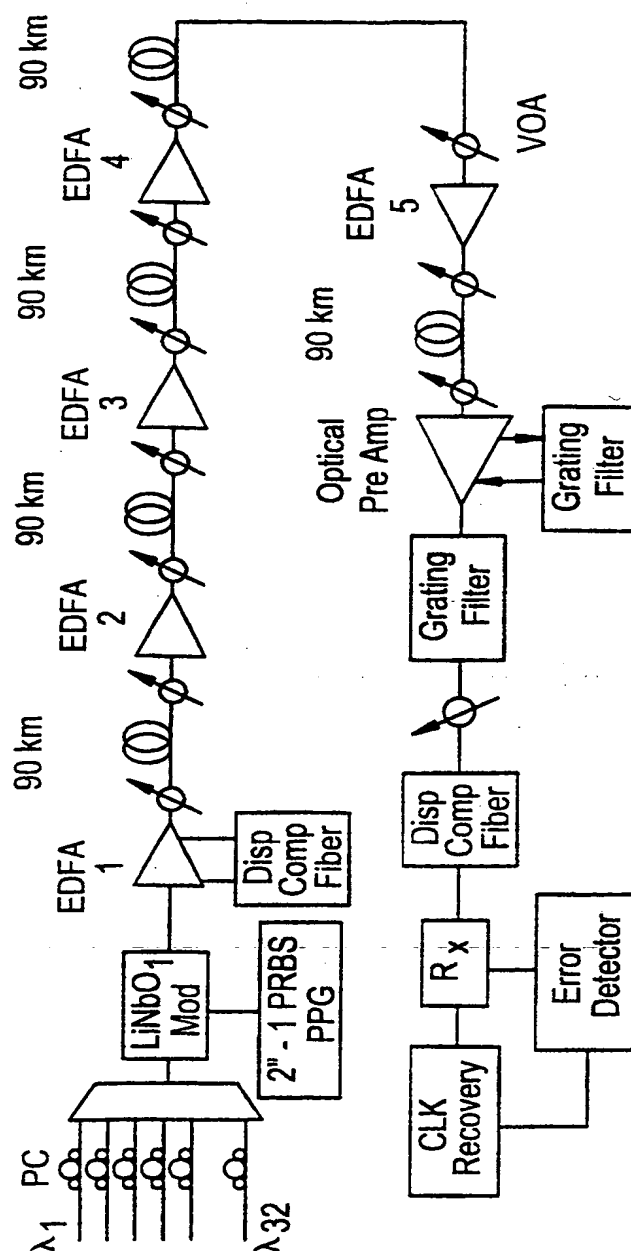 λ1
PC
λ32
LiNbO1
Mod
2" - 1 PRBS
PPG
EDFA
1
Disp
Comp
Fiber
90 km
EDFA
2
90 km
EDFA
3
90 km
EDFA
4
90 km
VOA
EDFA
5
90 km
Optical
Pre Amp
Grating
Filter
Grating
Filter
Disp
Comp
Fiber
Rx
CLK
Recovery
Error
Detector